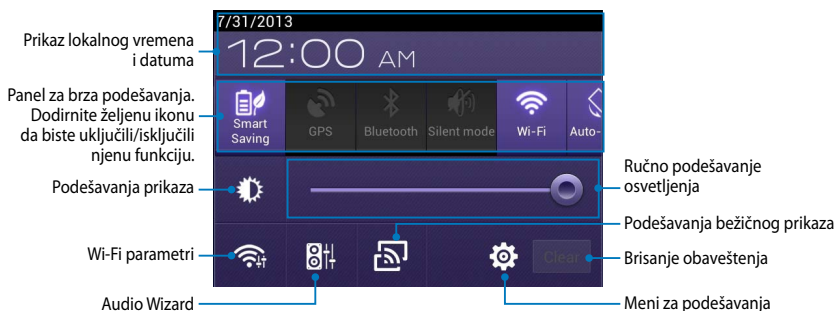 7/31/2013
Prikaz lokalnog vremena
i datuma
12:00 AM
Panel za brza podešavanja.
Dodirnite željenu ikonu
da biste uključili/isključili
njenu funkciju.
Smart
Saving
GPS
Bluetooth
Silent mode
Wi-Fi
Auto-
Podešavanja prikaza
Ručno podešavanje
osvetljenja
Podešavanja bežičnog prikaza
Wi-Fi parametri
Clear
Brisanje obaveštenja
Audio Wizard
Meni za podešavanja